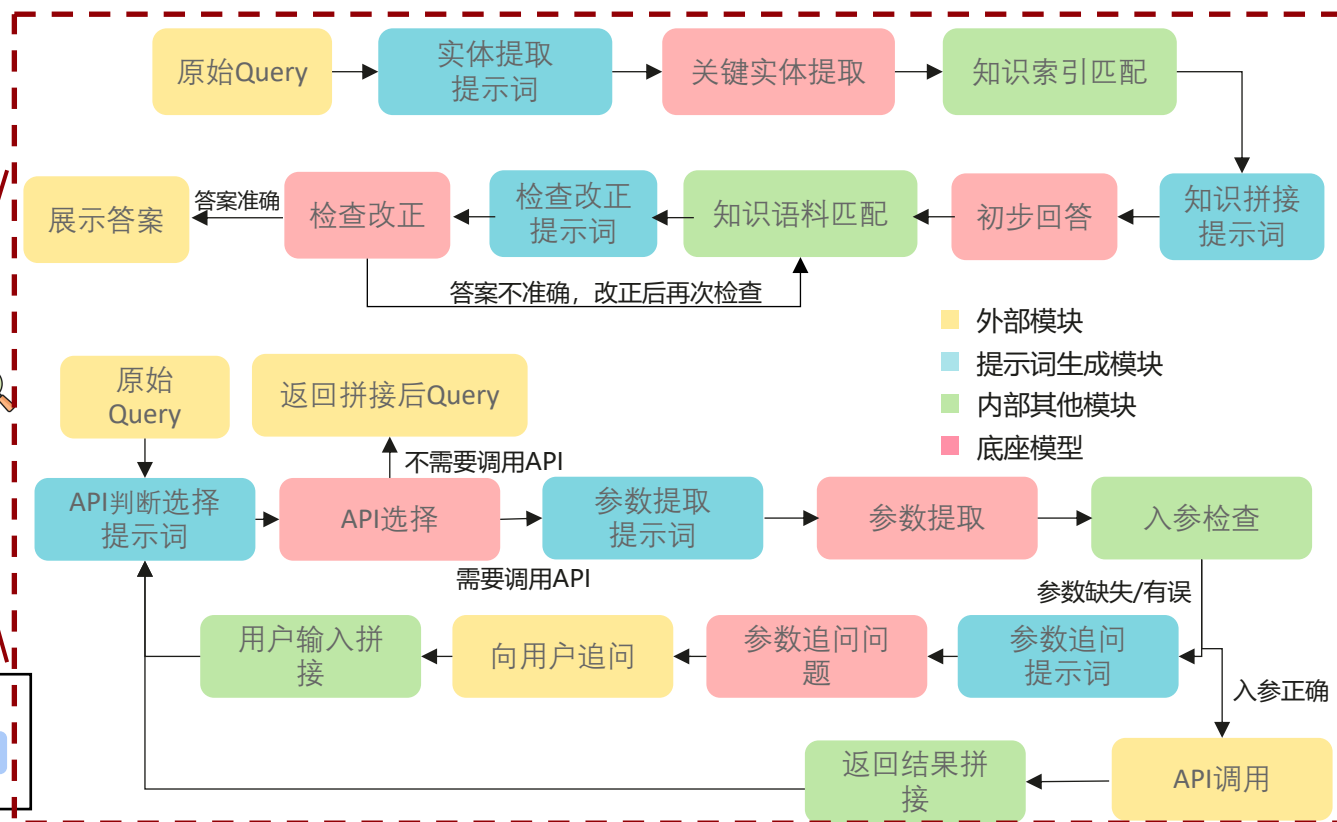 原始Query
实体提取
提示词
关键实体提取
知识索引匹配
展示答案
答案准确
检查改正
检查改正
提示词
知识语料匹配
初步回答
知识拼接
提示词
答案不准确，改正后再次检查
外部模块
提示词生成模块
内部其他模块
底座模型
原始
Query
返回拼接后Query
不需要调用API
API判断选择
提示词
API选择
参数提取
提示词
参数提取
入参检查
需要调用API
参数缺失/有误
用户输入拼
接
向用户追问
参数追问问
题
参数追问
提示词
入参正确
返回结果拼
接
API调用